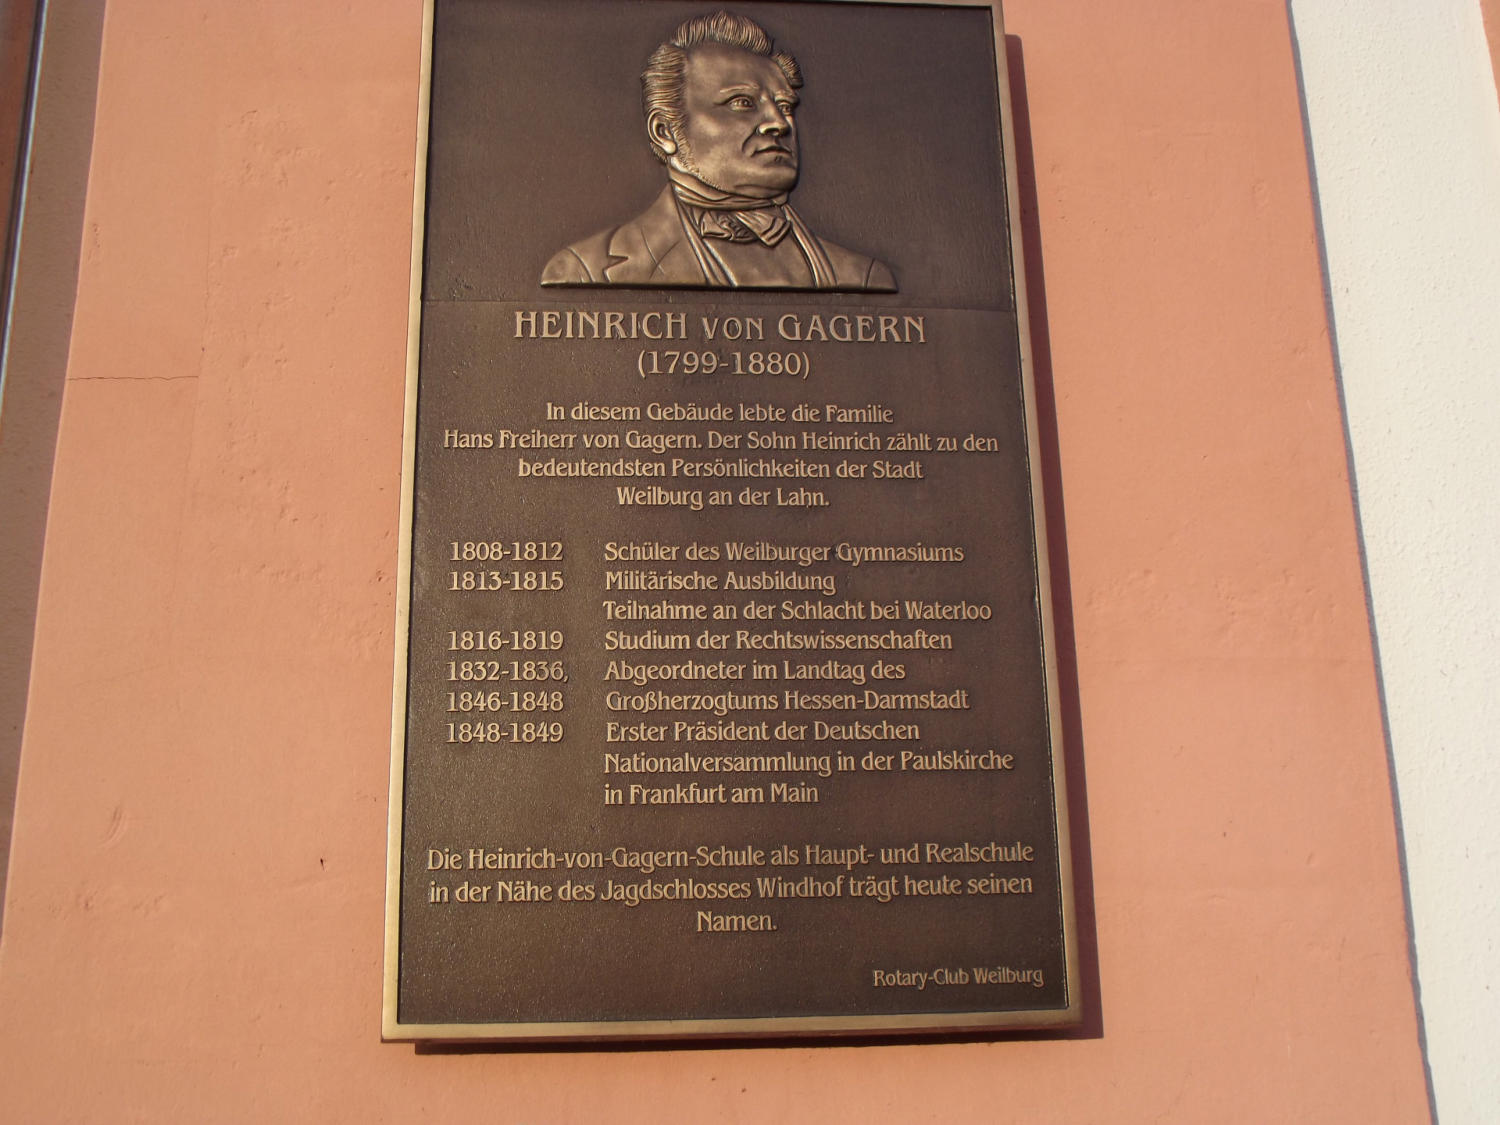 HEINRICH VON GAGERN
(1799-1880)
In diesem Gebäude lebte die Familie
Hans Freiherr von Gagern. Der Sohn Heinrich zählt zu den
bedeutendsten Persönlichkeiten der Stadt
Weilburg an der Lahn.
1808-1812 Schüler des Weilburger Gymnasiums
1813-1815 Militärische Ausbildung
Teilnahme an der Schlacht bei Waterloo
1816-1819 Studium der Rechtswissenschaften
1832-1836, Abgeordneter im Landtag des
1846-1848 Großherzogtums Hessen-Darmstadt
1848-1849 Erster Präsident der Deutschen
Nationalversammlung in der Paulskirche
in Frankfurt am Main
Die Heinrich-von-Gagern-Schule als Haupt- und Realschule
in der Nähe des Jagdschlosses Windhof trägt heute seinen
Namen.
Rotary-Club Weilburg